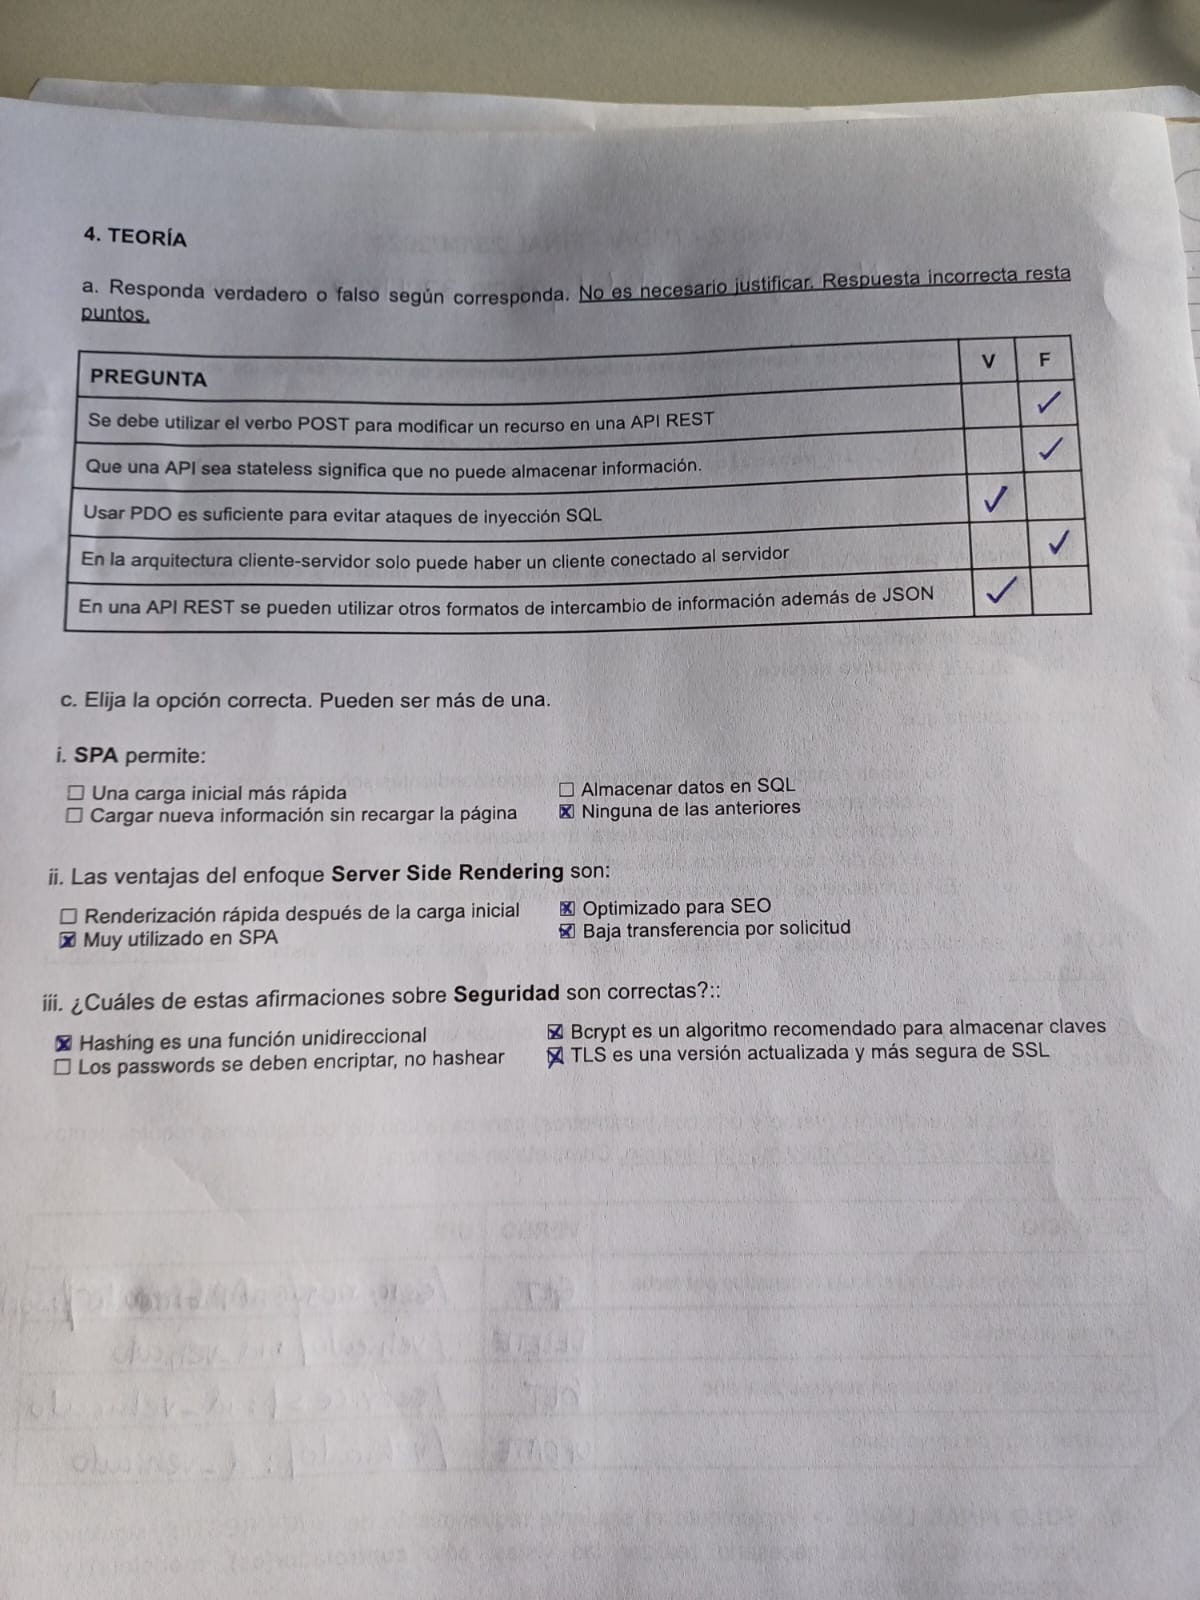 4. TEORÍA
a. Responda verdadero o falso según corresponda. No es necesario justificar. Respuesta incorrecta resta
puntos.
PREGUNTA V F
Se debe utilizar el verbo POST para modificar un recurso en una API REST ✓
Que una API sea stateless significa que no puede almacenar información. ✓
Usar PDO es suficiente para evitar ataques de inyección SQL ✓
En la arquitectura cliente-servidor solo puede haber un cliente conectado al servidor ✓
En una API REST se pueden utilizar otros formatos de intercambio de información además de JSON ✓
c. Elija la opción correcta. Pueden ser más de una.
i. SPA permite:
☐ Una carga inicial más rápida ☐ Almacenar datos en SQL
☐ Cargar nueva información sin recargar la página ☒ Ninguna de las anteriores
ii. Las ventajas del enfoque Server Side Rendering son:
☐ Renderización rápida después de la carga inicial ☒ Optimizado para SEO
☒ Muy utilizado en SPA ☒ Baja transferencia por solicitud
iii. ¿Cuáles de estas afirmaciones sobre Seguridad son correctas?::
☒ Hashing es una función unidireccional ☒ Bcrypt es un algoritmo recomendado para almacenar claves
☐ Los passwords se deben encriptar, no hashear ☒ TLS es una versión actualizada y más segura de SSL